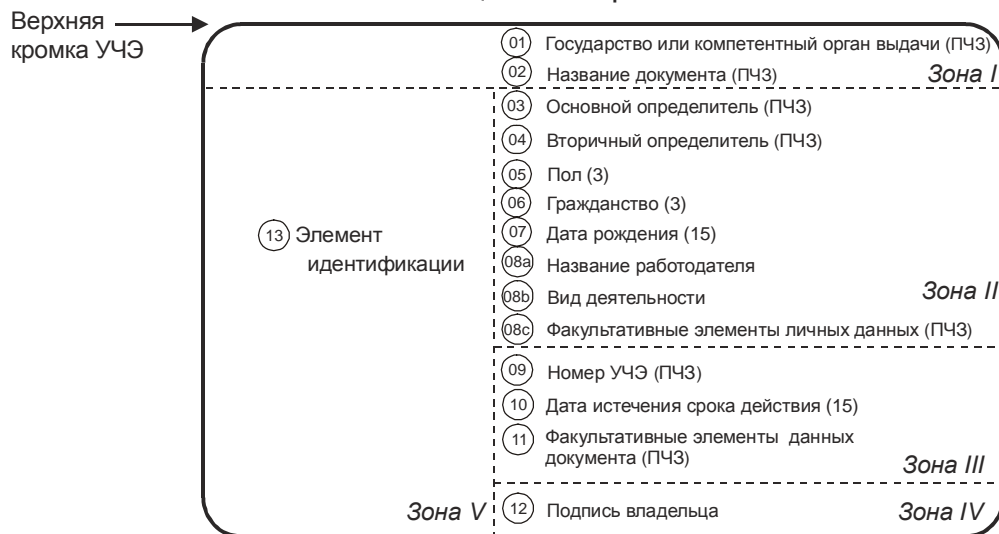 Верхняя
кромка УЧЭ
01 Государство или компетентный орган выдачи (ПЧЗ)
02 Название документа (ПЧЗ) Зона I
03 Основной определитель (ПЧЗ)
04 Вторичный определитель (ПЧЗ)
05 Пол (3)
06 Гражданство (3)
13 Элемент
идентификации
07 Дата рождения (15)
08a Название работодателя
08b Вид деятельности Зона II
08c Факультативные элементы личных данных (ПЧЗ)
09 Номер УЧЭ (ПЧЗ)
10 Дата истечения срока действия (15)
11 Факультативные элементы данных
документа (ПЧЗ) Зона III
Зона V 12 Подпись владельца Зона IV